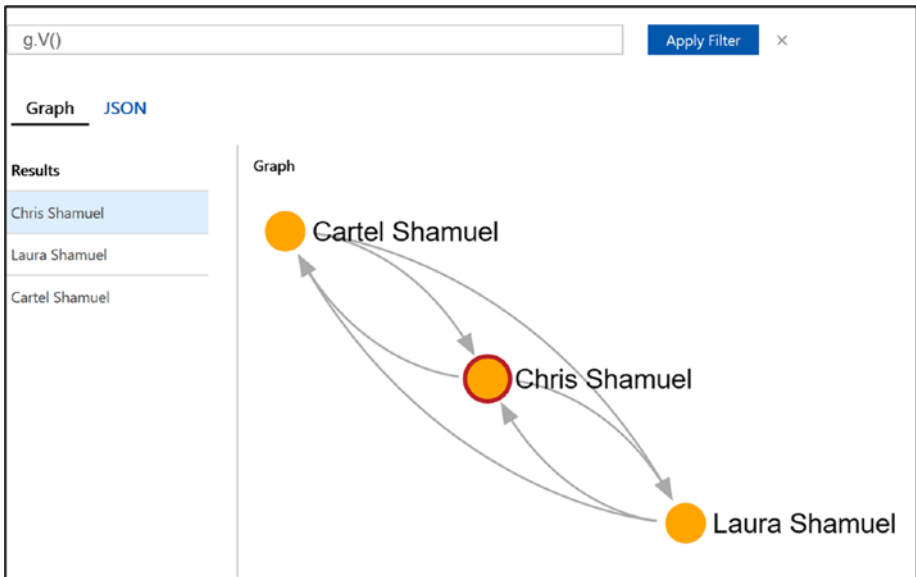 g.V()
Apply Filter ×
Graph JSON
Results
Chris Shamuel
Laura Shamuel
Cartel Shamuel
Graph
Cartel Shamuel
Chris Shamuel
Laura Shamuel